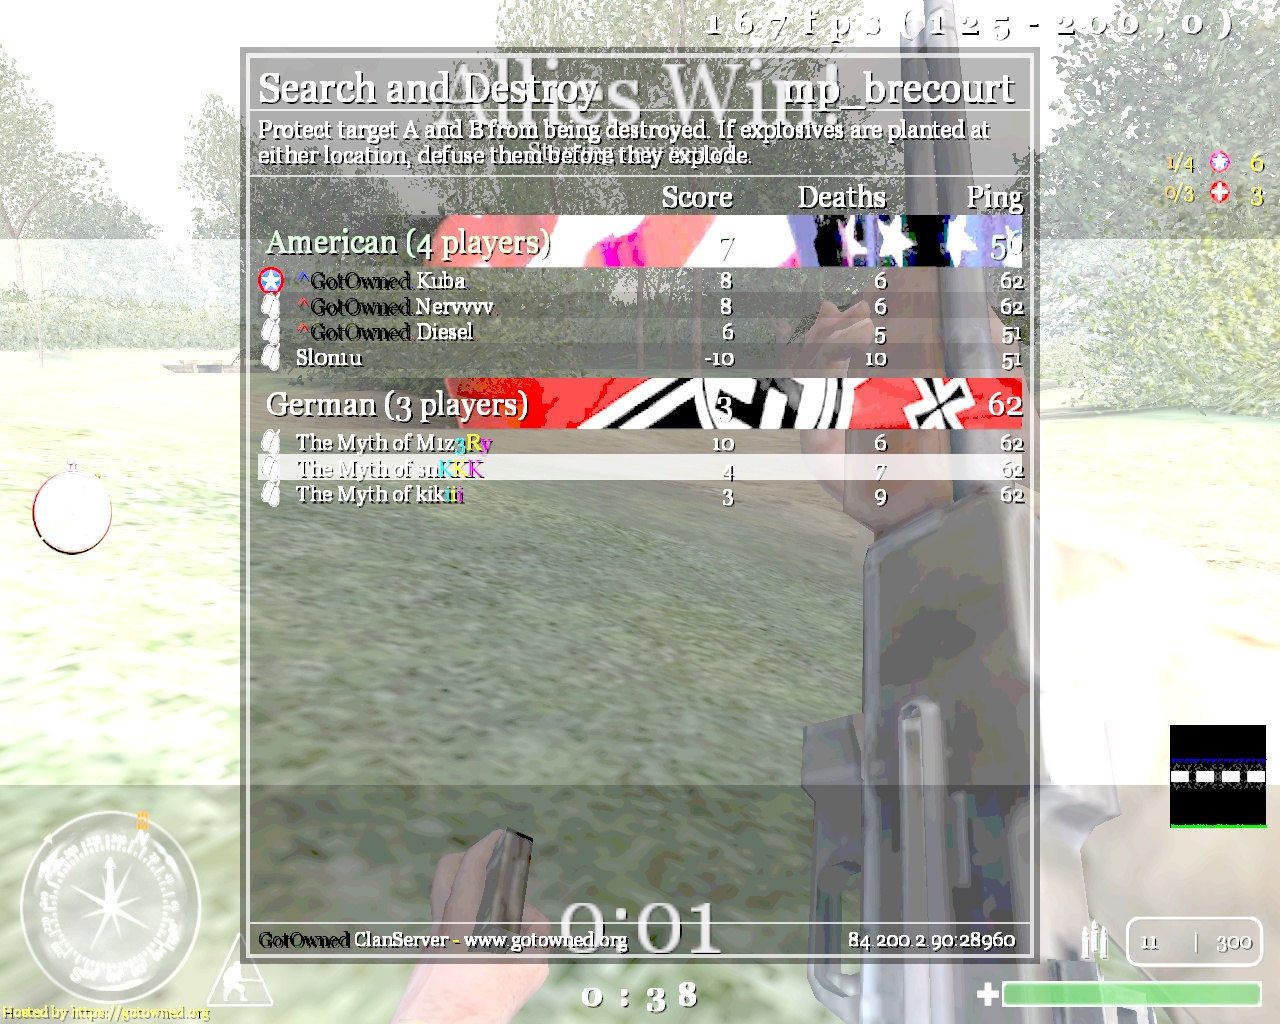 167fps(125-200,0)
Allies Win!
Search and Destroy mp_brecourt
Protect target A and B from being destroyed. If explosives are planted at
either location, defuse them before they explode.
1/4 6
0/3 3
Score Deaths Ping
American (4 players) 7 56
^GotOwned.Kuba. 8 6 62
^GotOwned.Nervvvv. 8 6 62
^GotOwned.Diesel. 6 5 51
Slon1u -10 10 51
German (3 players) 3 62
The Myth of M1z3Ry 10 6 62
The Myth of snKKK 4 7 62
The Myth of kikiii 3 9 62
0:01
GotOwned ClanServer - www.gotowned.org 84.200.2.90:28960
11 | 300
0:38
Hosted by https://gotowned.org